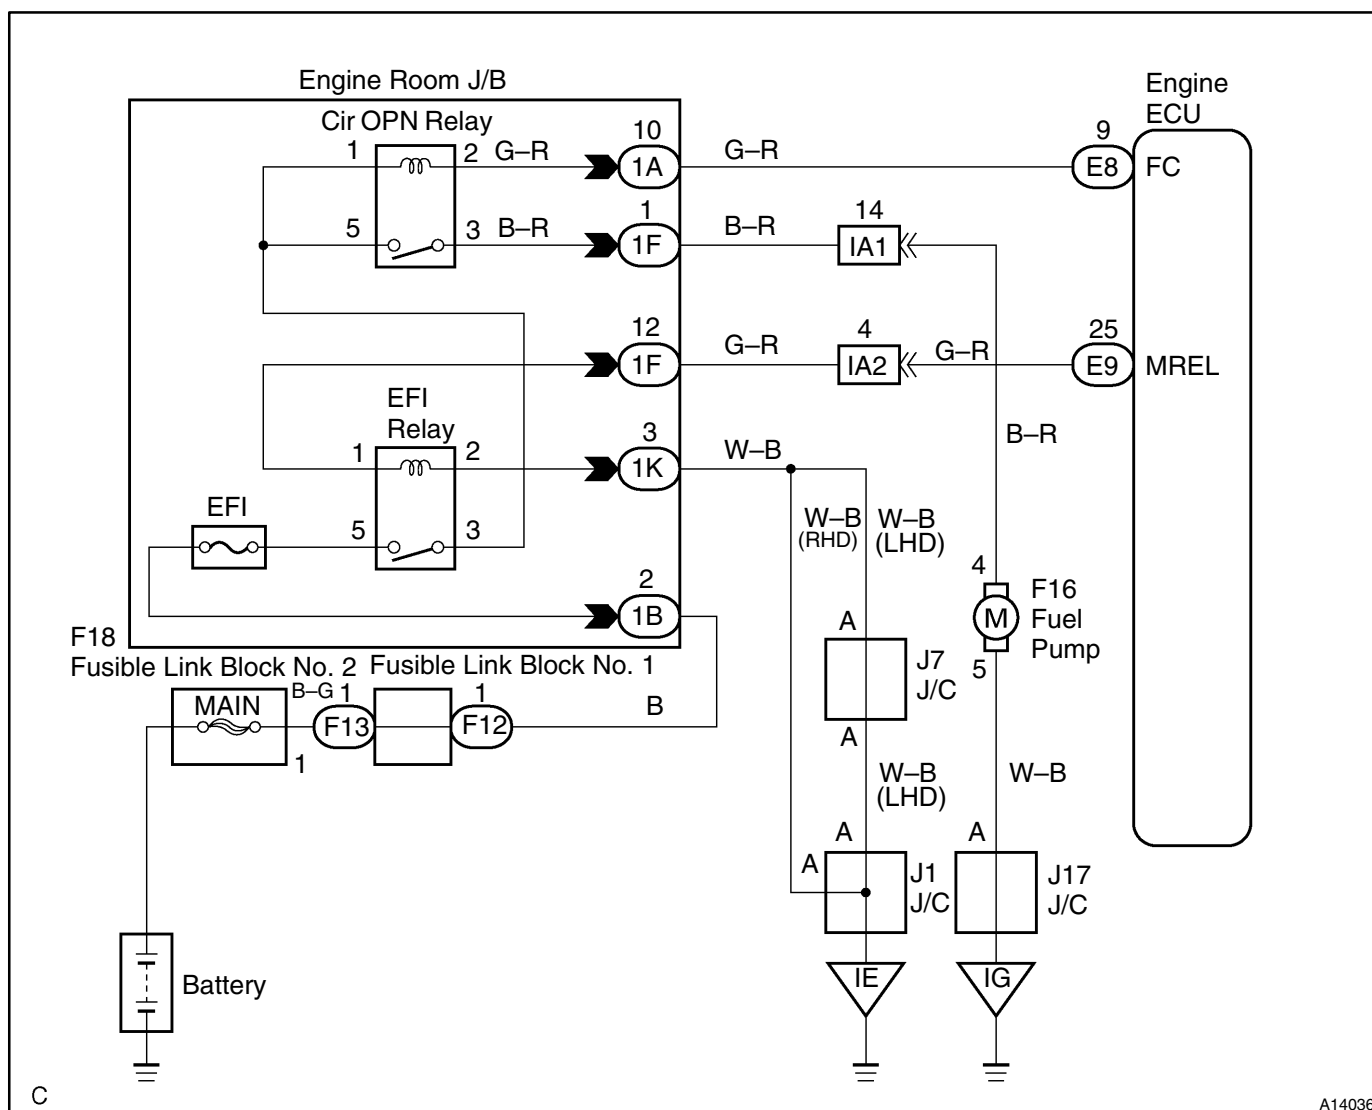 Engine Room J/B
Engine
ECU
Cir OPN Relay
1
2
G–R
10
1A
G–R
9
E8
FC
5
3
B–R
1
1F
B–R
14
IA1
12
1F
G–R
4
IA2
G–R
25
E9
MREL
EFI
Relay
1
2
3
1K
W–B
B–R
EFI
5
3
W–B
(RHD)
W–B
(LHD)
2
1B
4
M
5
F16
Fuel
Pump
F18
Fusible Link Block No. 2
Fusible Link Block No. 1
A
J7
J/C
A
MAIN
B–G
1
F13
1
F12
B
1
W–B
(LHD)
W–B
A
A
J1
J/C
A
J17
J/C
IE
IG
Battery
C
A14036